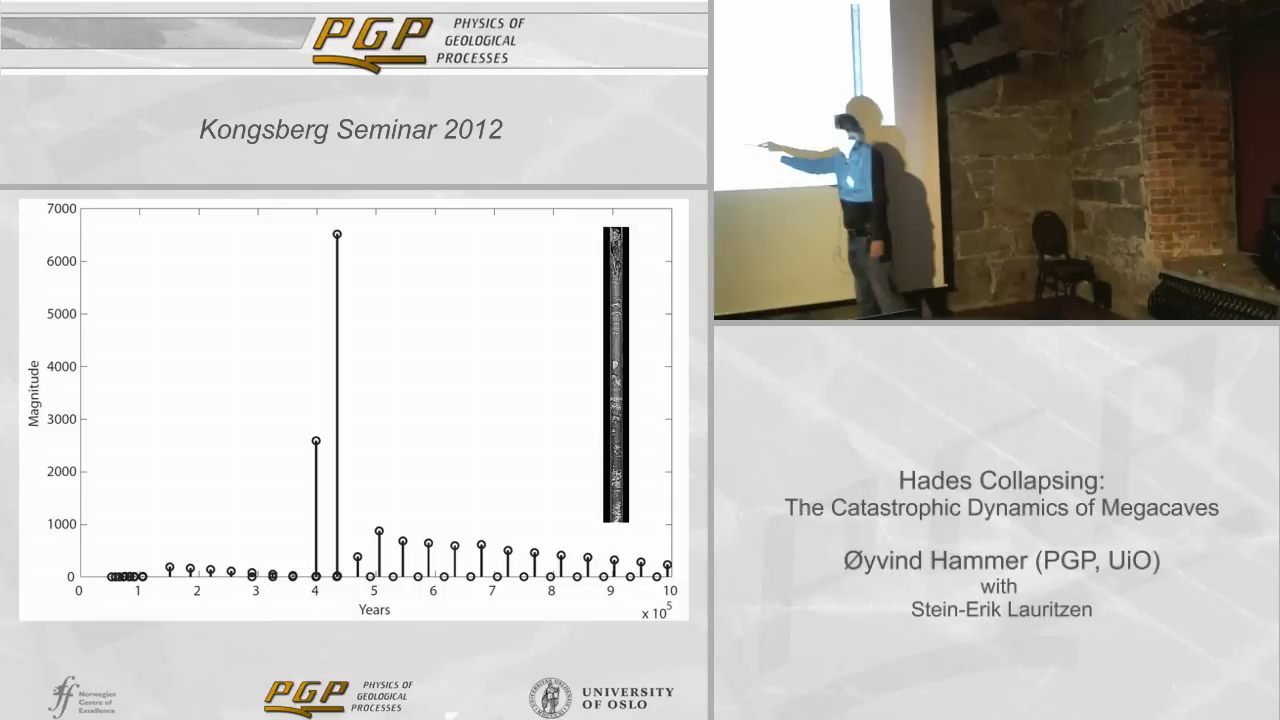 PGP
PHYSICS OF
GEOLOGICAL
PROCESSES
Kongsberg Seminar 2012
7000
6000
5000
4000
3000
2000
1000
0
Magnitude
0 1 2 3 4 5 6 7 8 9 10
Years
x 10^5
Hades Collapsing:
The Catastrophic Dynamics of Megacaves
Øyvind Hammer (PGP, UiO)
with
Stein-Erik Lauritzen
Norwegian
Centre of
Excellence
PGP
PHYSICS OF
GEOLOGICAL
PROCESSES
UNIVERSITY
OF OSLO